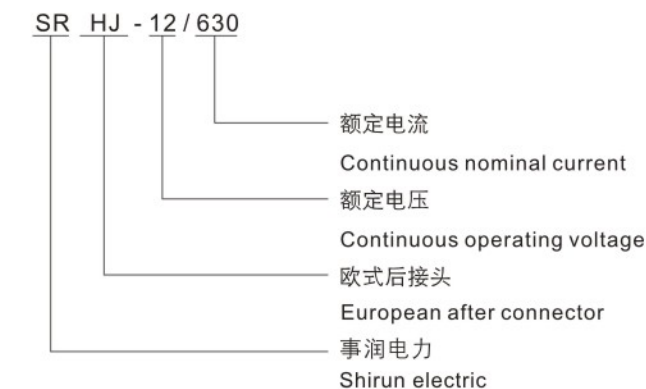 SR HJ - 12 / 630
额定电流
Continuous nominal current
额定电压
Continuous operating voltage
欧式后接头
European after connector
事润电力
Shirun electric